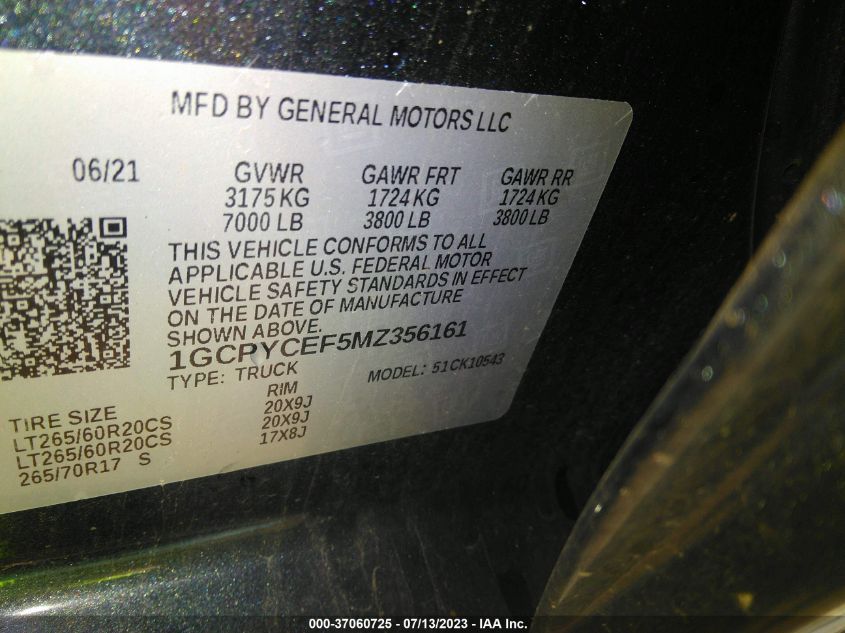 MFD BY GENERAL MOTORS LLC
06/21 GVWR GAWR FRT GAWR RR
3175 KG 1724 KG 1724 KG
7000 LB 3800 LB 3800 LB
THIS VEHICLE CONFORMS TO ALL
APPLICABLE U.S. FEDERAL MOTOR
VEHICLE SAFETY STANDARDS IN EFFECT
ON THE DATE OF MANUFACTURE
SHOWN ABOVE.
1GCPYCEF5MZ356161
TYPE: TRUCK MODEL: 51CK10543
TIRE SIZE RIM
LT265/60R20CS 20X9J
LT265/60R20CS 20X9J
265/70R17 S 17X8J
000-37060725 - 07/13/2023 - IAA Inc.